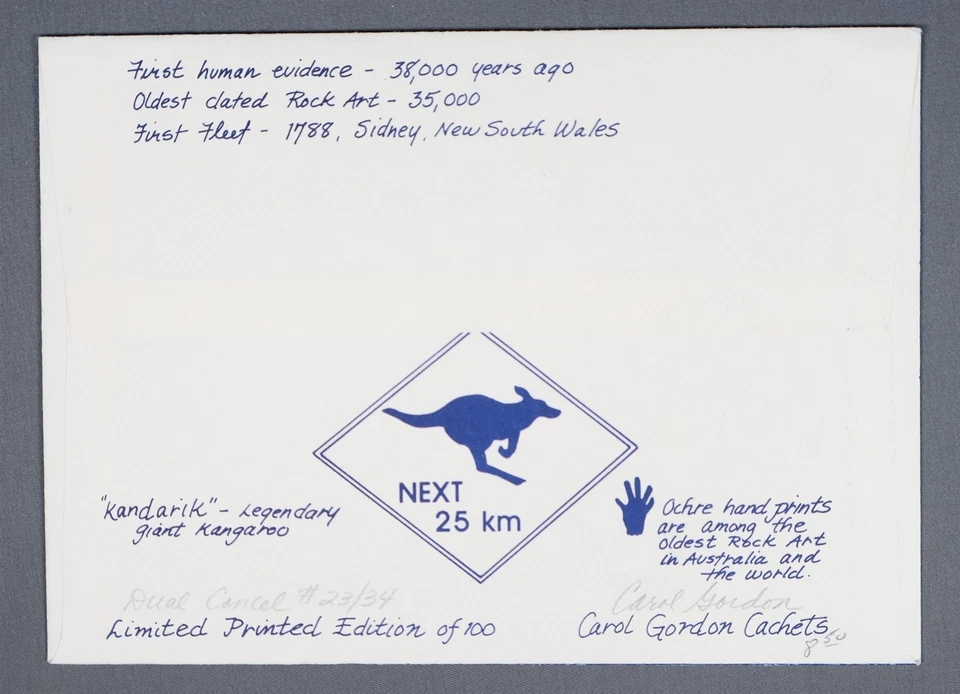 First human evidence - 38,000 years ago
Oldest dated Rock Art - 35,000
First Fleet - 1788, Sidney, New South Wales
NEXT
25 km
"Kandarik" - Legendary
giant Kangaroo
Ochre hand prints
are among the
oldest Rock Art
in Australia and
the world.
Dual Cancel #23/34
Carol Gordon
Limited Printed Edition of 100
Carol Gordon Cachets
8 50